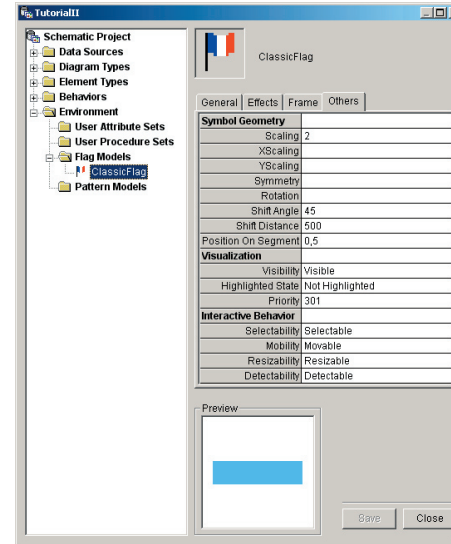 TutorialII
Schematic Project
Data Sources
Diagram Types
Element Types
Behaviors
Environment
User Attribute Sets
User Procedure Sets
Flag Models
ClassicFlag
Pattern Models
ClassicFlag
General Effects Frame Others
Symbol Geometry
Scaling 2
XScaling
YScaling
Symmetry
Rotation
Shift Angle 45
Shift Distance 500
Position On Segment 0,5
Visualization
Visibility Visible
Highlighted State Not Highlighted
Priority 301
Interactive Behavior
Selectability Selectable
Mobility Movable
Resizability Resizable
Detectability Detectable
Preview
Save Close